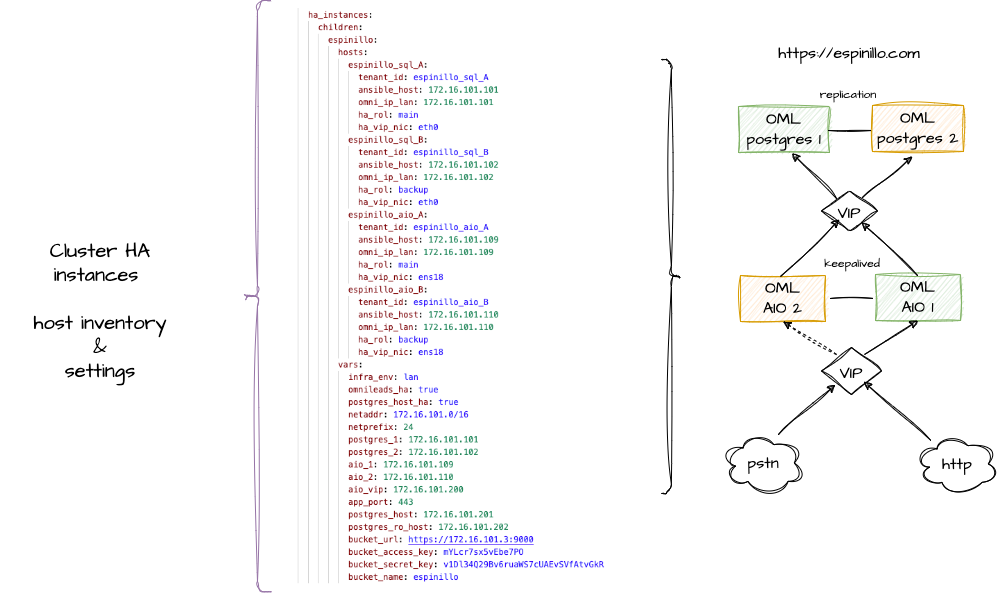 Cluster HA
instances
host inventory
&
settings
ha_instances:
children:
espinillo:
hosts:
espinillo_sql_A:
tenant_id: espinillo_sql_A
ansible_host: 172.16.101.101
omni_ip_lan: 172.16.101.101
ha_rol: main
ha_vip_nic: eth0
espinillo_sql_B:
tenant_id: espinillo_sql_B
ansible_host: 172.16.101.102
omni_ip_lan: 172.16.101.102
ha_rol: backup
ha_vip_nic: eth0
espinillo_aio_A:
tenant_id: espinillo_aio_A
ansible_host: 172.16.101.109
omni_ip_lan: 172.16.101.109
ha_rol: main
ha_vip_nic: ens18
espinillo_aio_B:
tenant_id: espinillo_aio_B
ansible_host: 172.16.101.110
omni_ip_lan: 172.16.101.110
ha_rol: backup
ha_vip_nic: ens18
vars:
infra_env: lan
omnileads_ha: true
postgres_host_ha: true
netaddr: 172.16.101.0/16
netprefix: 24
postgres_1: 172.16.101.101
postgres_2: 172.16.101.102
aio_1: 172.16.101.109
aio_2: 172.16.101.110
aio_vip: 172.16.101.200
app_port: 443
postgres_host: 172.16.101.201
postgres_ro_host: 172.16.101.202
bucket_url: https://172.16.101.3:9000
bucket_access_key: mYLcr7sx5vEbe7PO
bucket_secret_key: v1Dl34Q29Bv6ruaWS7cUAEvSVfAtvGkR
bucket_name: espinillo
https://espinillo.com
replication
OML
postgres 1
OML
postgres 2
VIP
keepalived
OML
AIO 2
OML
AIO 1
VIP
pstn
http